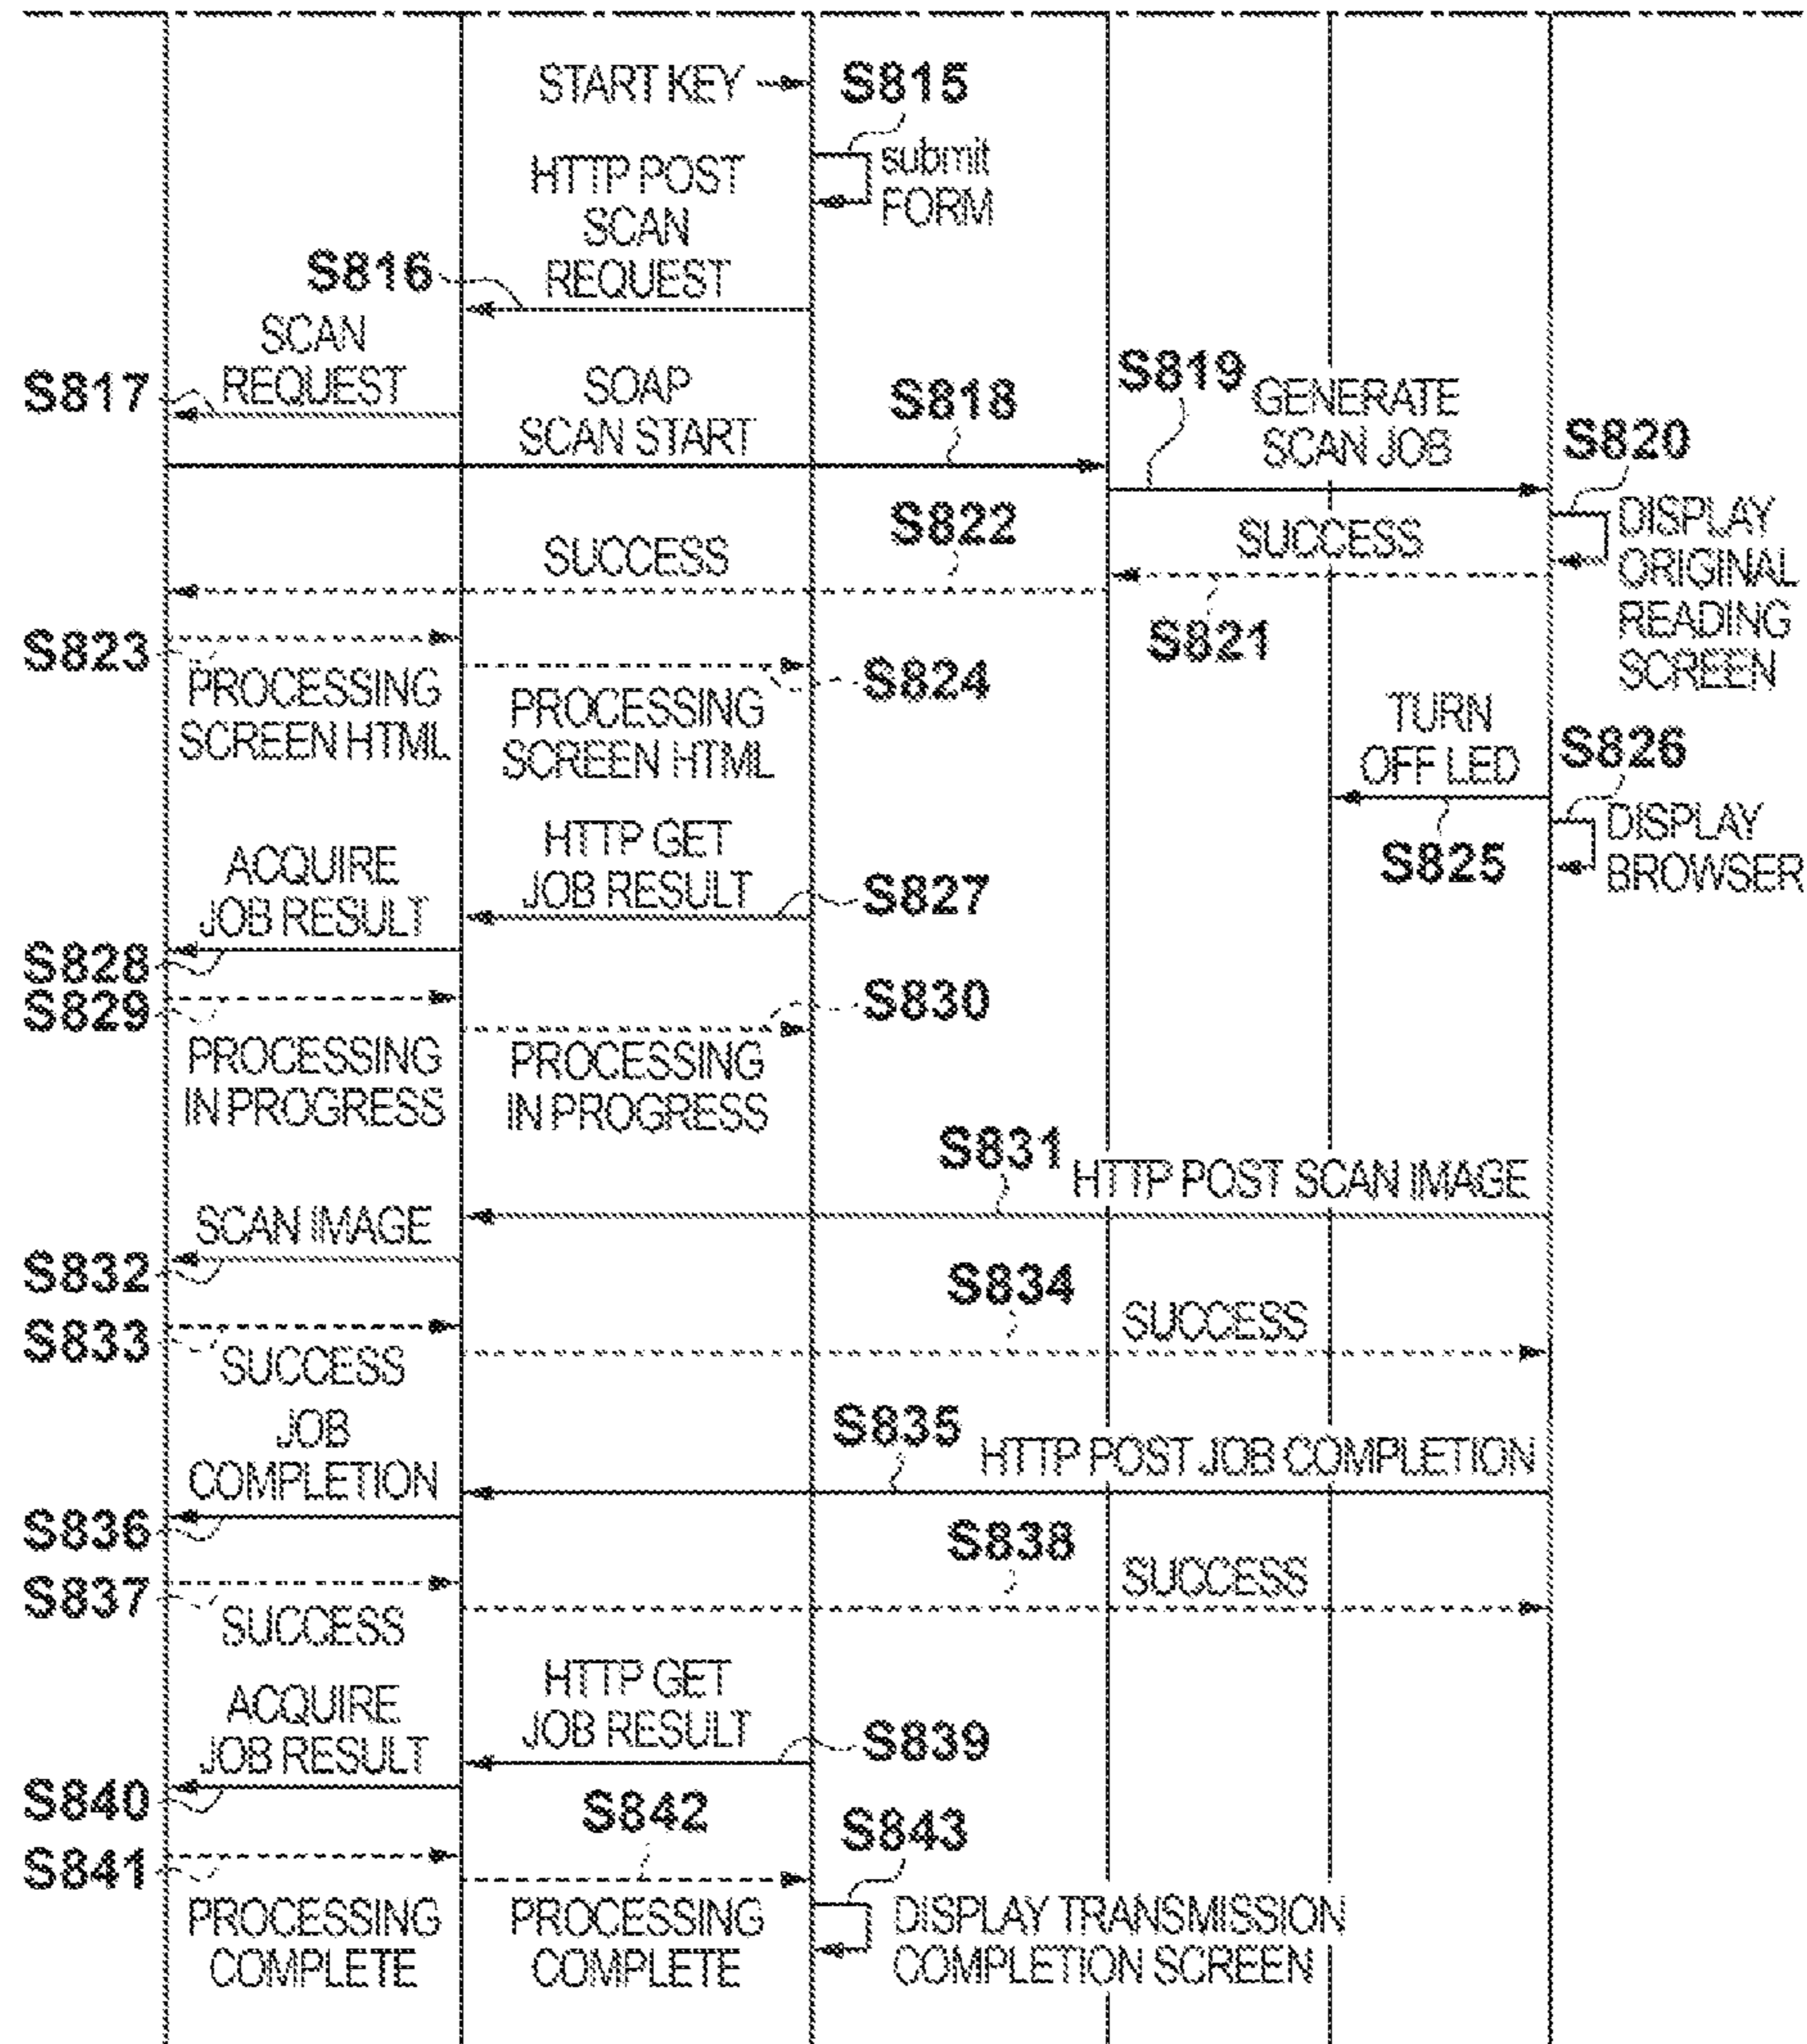 START KEY
S815
submit
FORM
HTTP POST
SCAN
REQUEST
S816
SCAN
REQUEST
S817
SOAP
SCAN START
S818
S819
GENERATE
SCAN JOB
S820
DISPLAY
ORIGINAL
READING
SCREEN
SUCCESS
S822
SUCCESS
S821
S823
PROCESSING
SCREEN HTML
S824
PROCESSING
SCREEN HTML
TURN
OFF LED
S825
S826
DISPLAY
BROWSER
HTTP GET
JOB RESULT
S827
ACQUIRE
JOB RESULT
S828
S829
PROCESSING
IN PROGRESS
S830
PROCESSING
IN PROGRESS
S831
HTTP POST SCAN IMAGE
SCAN IMAGE
S832
S833
SUCCESS
S834
SUCCESS
S835
HTTP POST JOB COMPLETION
JOB
COMPLETION
S836
S837
SUCCESS
S838
SUCCESS
HTTP GET
JOB RESULT
S839
ACQUIRE
JOB RESULT
S840
S841
PROCESSING
COMPLETE
S842
PROCESSING
COMPLETE
S843
DISPLAY TRANSMISSION
COMPLETION SCREEN